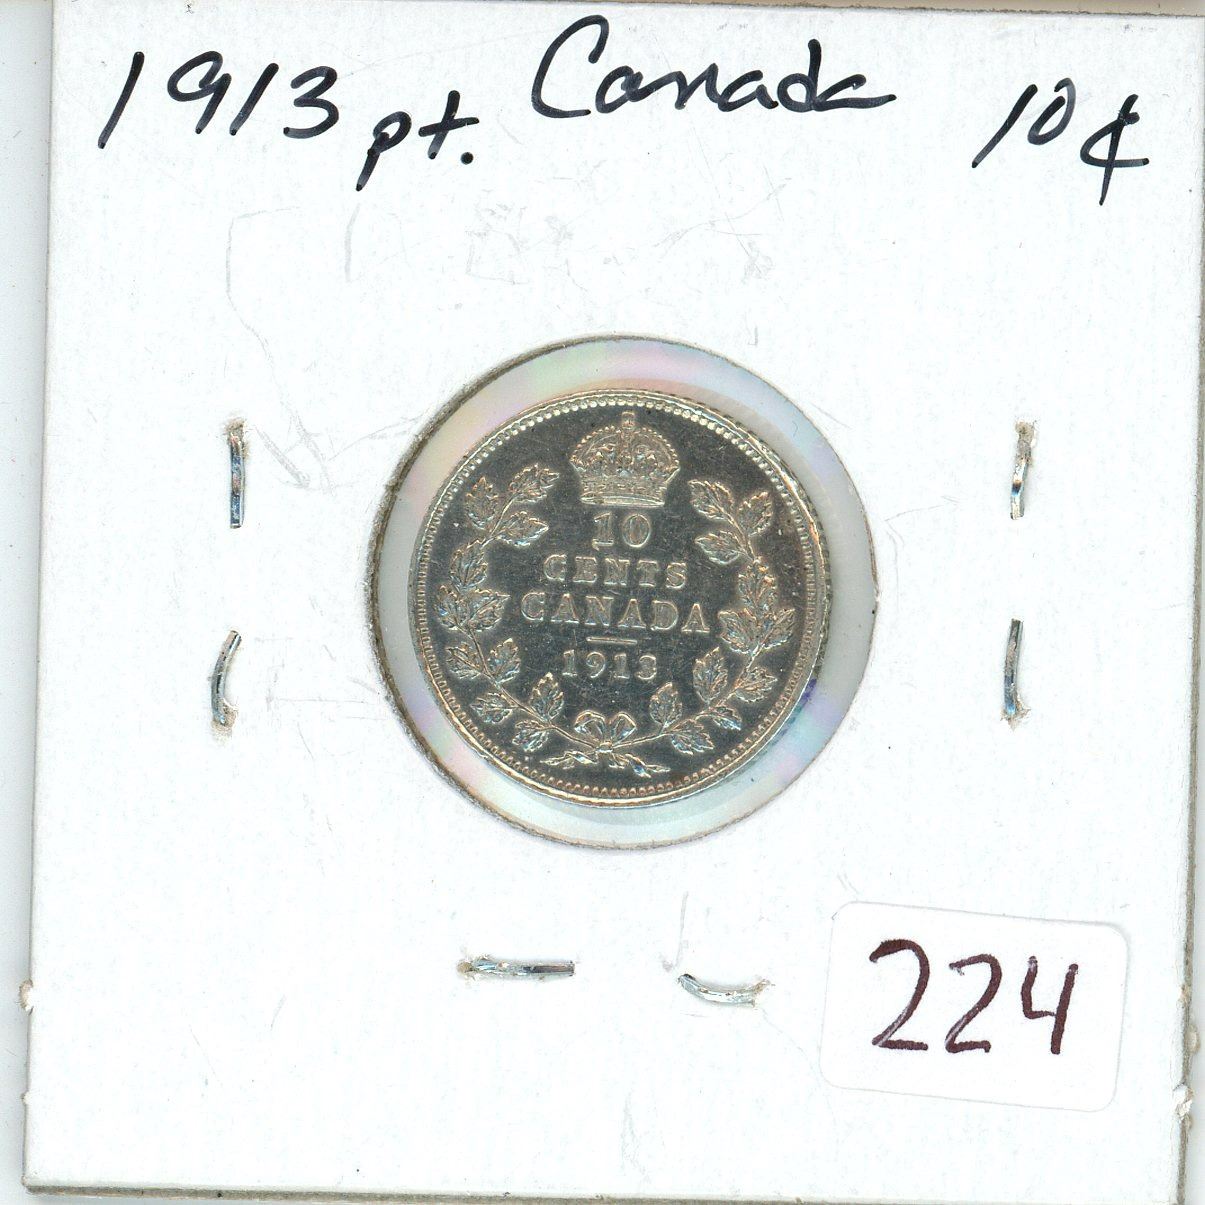 1913 pt. Canada 10¢
10
CENTS
CANADA
1913
224